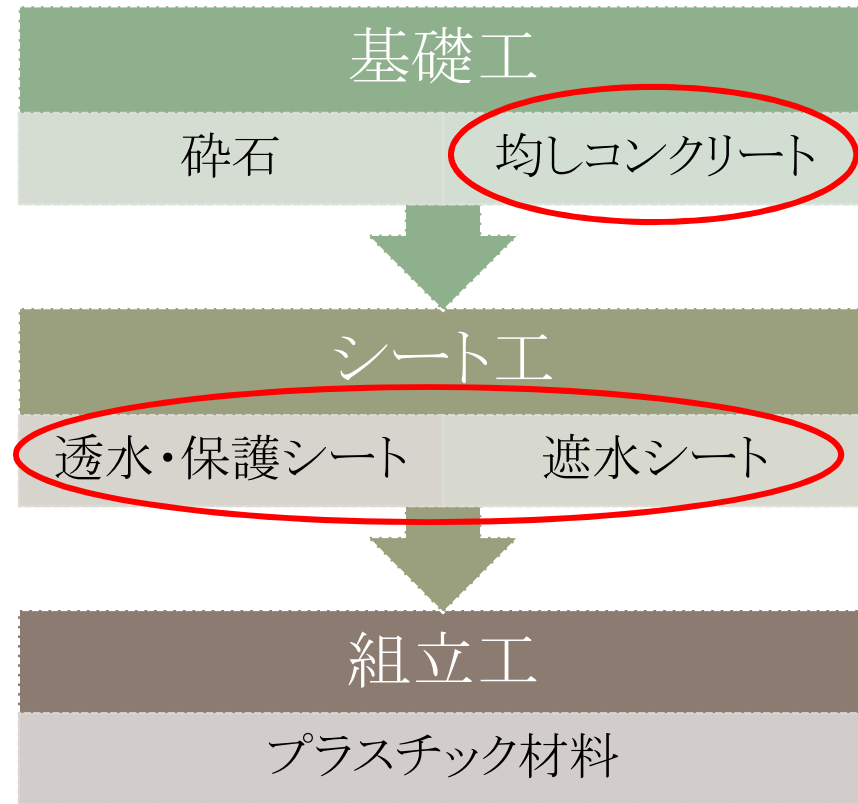 基礎工
砕石 均しコンクリート
シート工
透水・保護シート 遮水シート
組立工
プラスチック材料